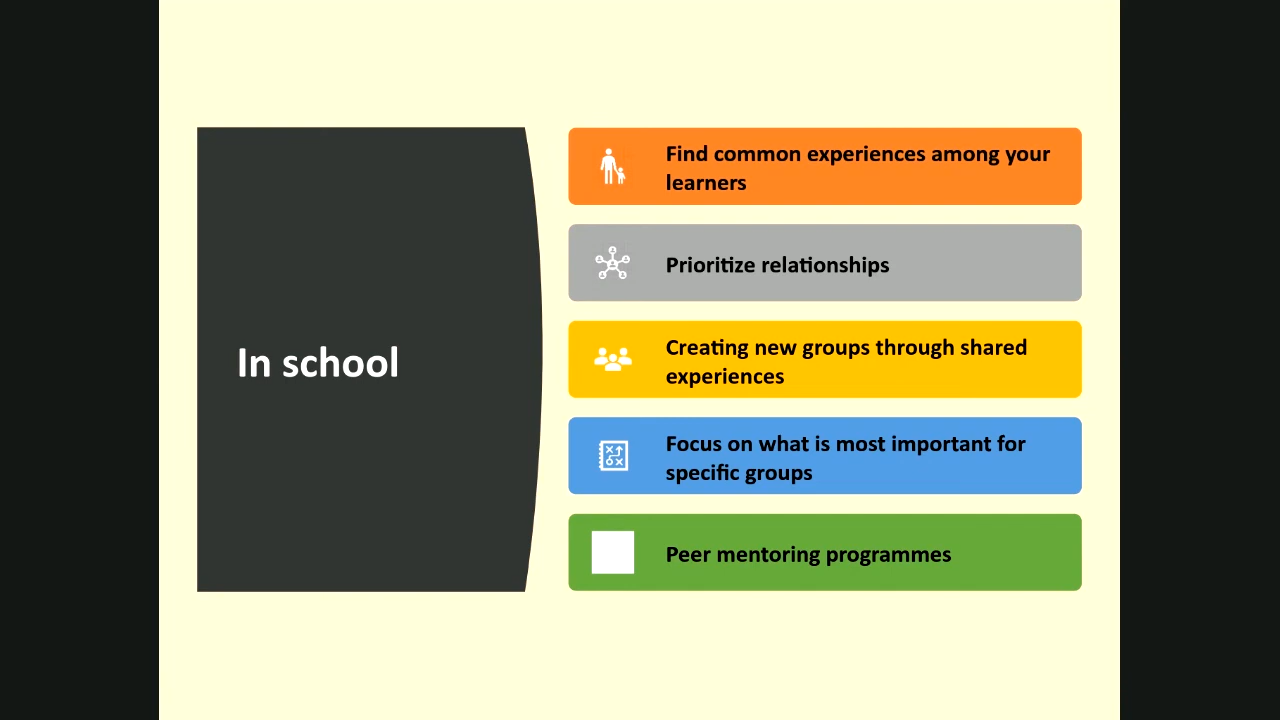 In school
Find common experiences among your
learners
Prioritize relationships
Creating new groups through shared
experiences
Focus on what is most important for
specific groups
Peer mentoring programmes